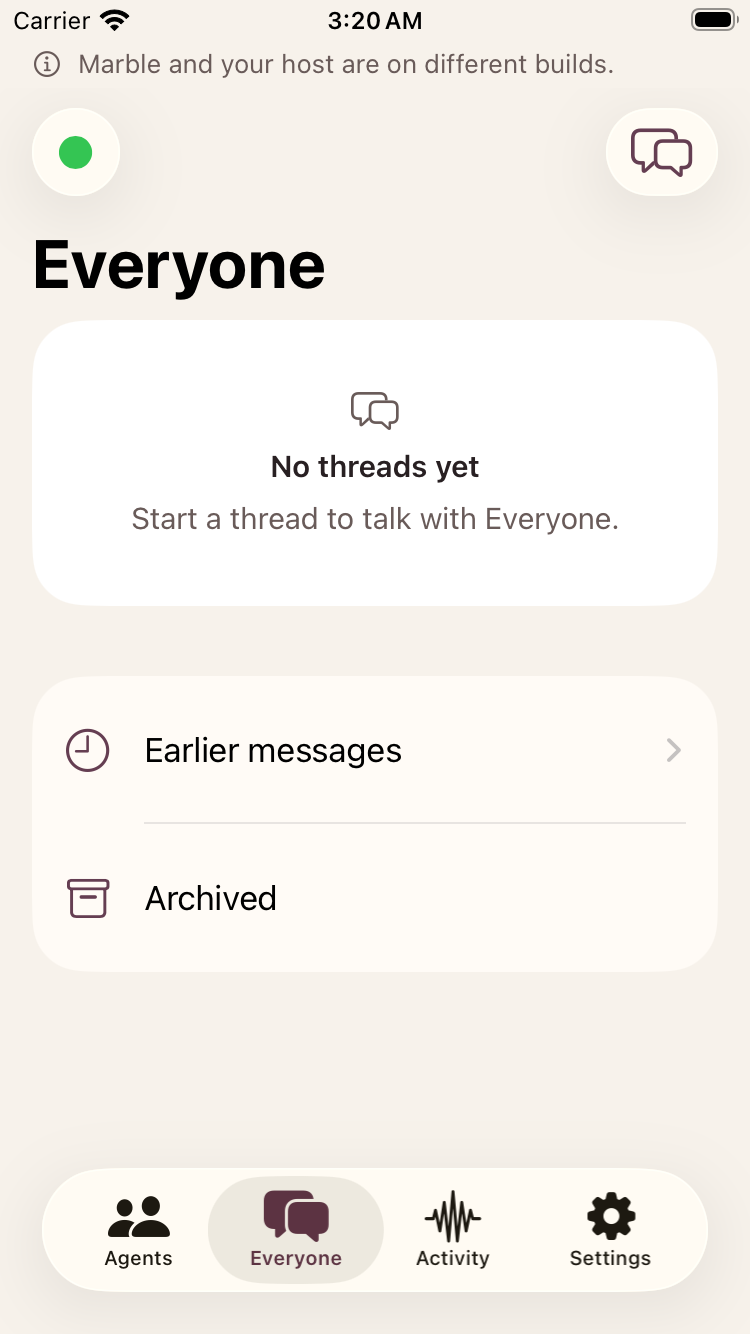 Carrier 3:20 AM
Marble and your host are on different builds.
Everyone
No threads yet
Start a thread to talk with Everyone.
Earlier messages
Archived
Agents Everyone Activity Settings